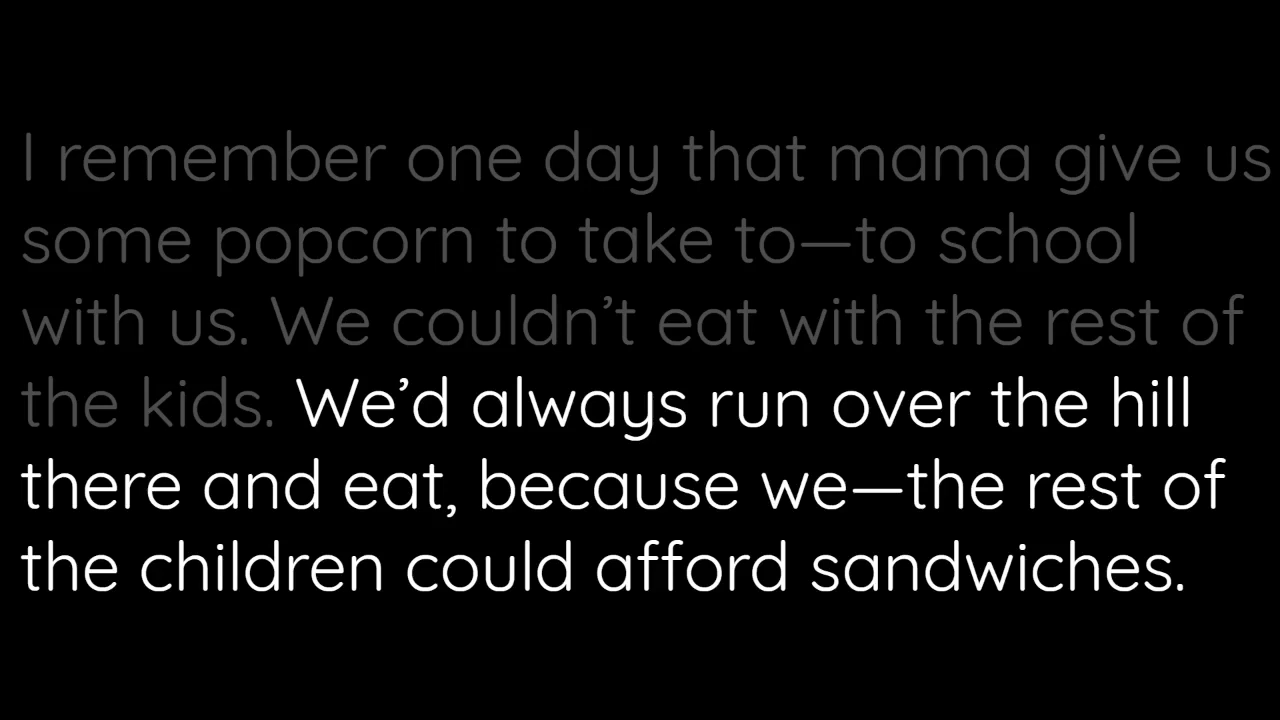 I remember one day that mama give us
some popcorn to take to—to school
with us. We couldn’t eat with the rest of
the kids. We’d always run over the hill
there and eat, because we—the rest of
the children could afford sandwiches.